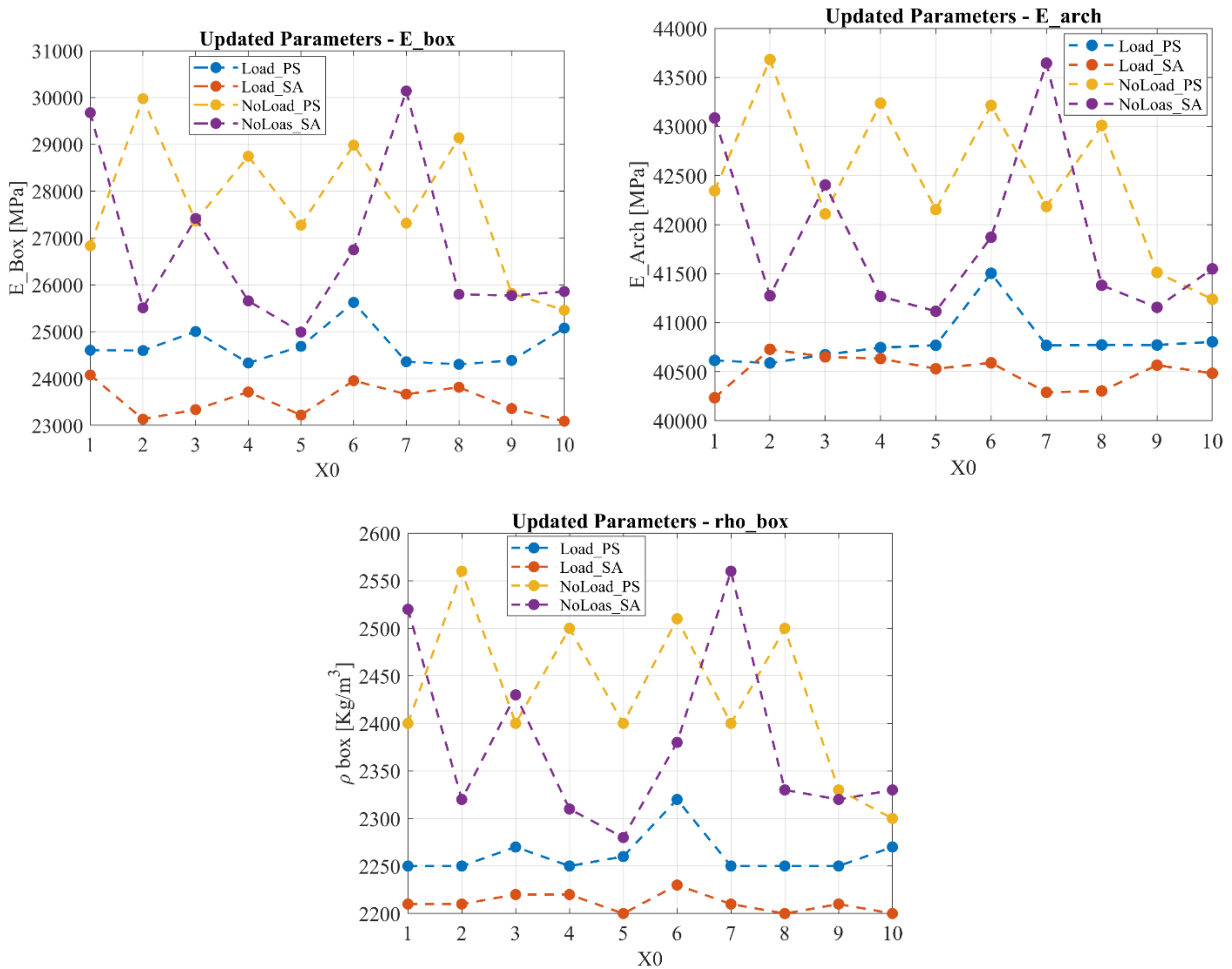 Updated Parameters - E_box
31000
30000
29000
28000
27000
26000
25000
24000
23000
E_Box [MPa]
Load_PS
Load_SA
NoLoad_PS
NoLoas_SA
1 2 3 4 5 6 7 8 9 10
X0
Updated Parameters - E_arch
44000
43500
43000
42500
42000
41500
41000
40500
40000
E_Arch [MPa]
Load_PS
Load_SA
NoLoad_PS
NoLoas_SA
1 2 3 4 5 6 7 8 9 10
X0
Updated Parameters - rho_box
2600
2550
2500
2450
2400
2350
2300
2250
2200
ρ box [Kg/m³]
Load_PS
Load_SA
NoLoad_PS
NoLoas_SA
1 2 3 4 5 6 7 8 9 10
X0